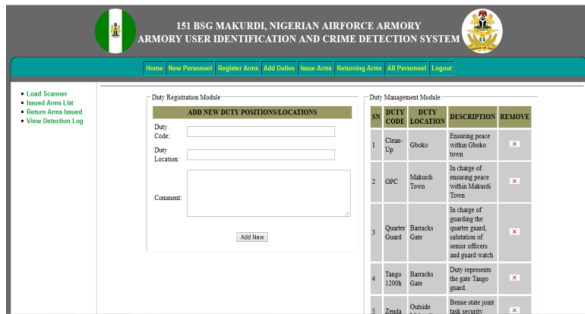 151 BSG MAKURDI, NIGERIAN AIRFORCE ARMORY
ARMORY USER IDENTIFICATION AND CRIME DETECTION SYSTEM
Home New Personnel Register Arms Add Duties Issue Arms Returning Arms All Personnel Logout
Load Scanner
Issued Arms List
Return Arms Issued
View Detection Log
Duty Registration Module
ADD NEW DUTY POSITIONS/LOCATIONS
Duty
Code:
Duty
Location:
Comment:
Add New
Duty Management Module
SN DUTY CODE DUTY LOCATION DESCRIPTION REMOVE
1 Clean-Up Gboko Ensuring peace
within Gboko
town
X
2 OPC Makurdi Town In charge of
ensuring peace
within Makurdi
Town
X
3 Quarter Guard Barracks Gate In charge of
guarding the
quarter guard,
salutation of
senior officers
and guard watch
X
4 Tango 1200h Barracks Gate Duty represents
the gate Tango
guard.
X
5 Zenda Outside Benue state joint
task security
X